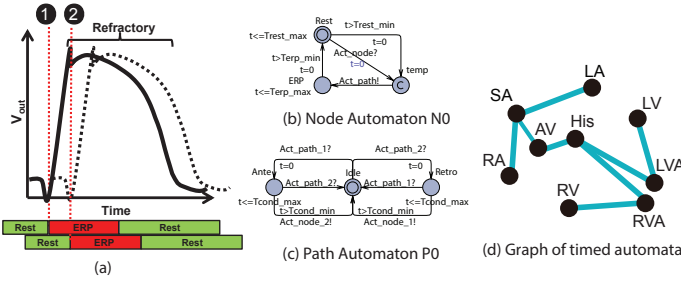 1 2 Refractory
Vout
Time
Rest ERP Rest
Rest ERP Rest
(a)
Rest
t<=Trest_max
t>Trest_min
t=0
Act_node?
t=0
t>Terp_min
t=0
temp
C
ERP
Act_path!
t<=Terp_max
(b) Node Automaton N0
Act_path_1? Act_path_2?
Ante t=0 Idle t=0 Retro
Act_path_2? Act_path_1?
t<=Tcond_max t<=Tcond_max
t>Tcond_min t>Tcond_min
Act_node_2! Act_node_1!
(c) Path Automaton P0
LA
SA
LV
AV
His
RA
LVA
RV
RVA
(d) Graph of timed automata